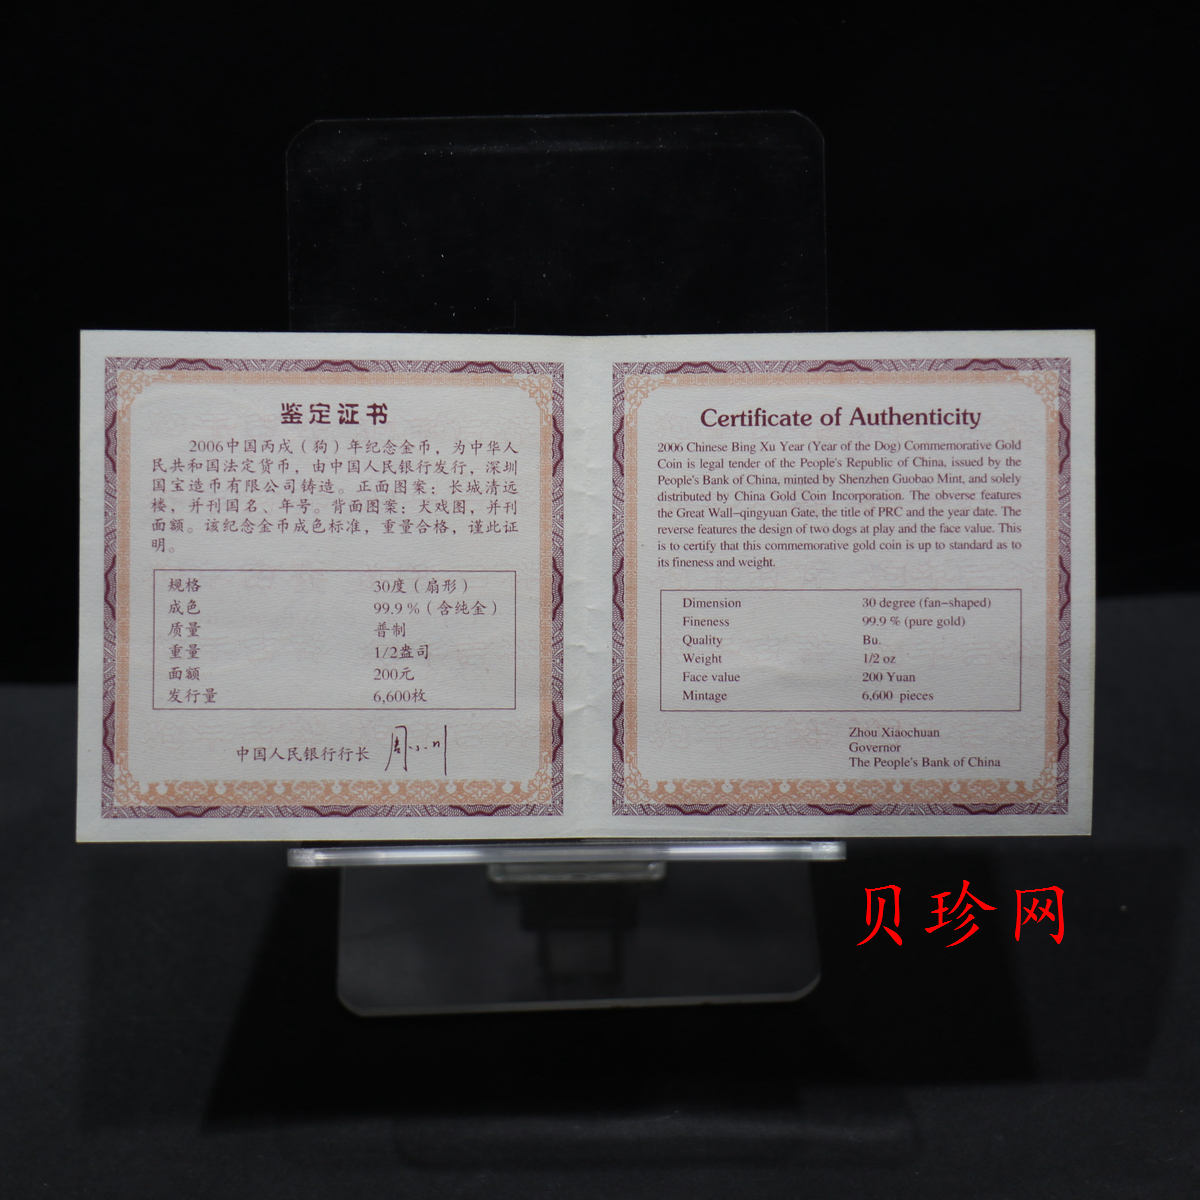 鉴定证书
2006中国丙戌（狗）年纪念金币，为中华人
民共和国法定货币，由中国人民银行发行，深圳
国宝造币有限公司铸造。正面图案：长城清远
楼，并刊国名、年号。背面图案：犬戏图，并刊
面额。该纪念金币成色标准，重量合格，谨此证
明。
规格 30度（扇形）
成色 99.9％（含纯金）
质量 普制
重量 1/2盎司
面额 200元
发行量 6,600枚
中国人民银行行长 周小川
Certificate of Authenticity
2006 Chinese Bing Xu Year (Year of the Dog) Commemorative Gold
Coin is legal tender of the People's Republic of China, issued by the
People's Bank of China, minted by Shenzhen Guobao Mint, and solely
distributed by China Gold Coin Incorporation. The obverse features
the Great Wall-qingyuan Gate, the title of PRC and the year date. The
reverse features the design of two dogs at play and the face value. This
is to certify that this commemorative gold coin is up to standard as to
its fineness and weight.
Dimension 30 degree (fan-shaped)
Fineness 99.9 % (pure gold)
Quality Bu.
Weight 1/2 oz
Face value 200 Yuan
Mintage 6,600 pieces
Zhou Xiaochuan
Governor
The People's Bank of China
贝珍网